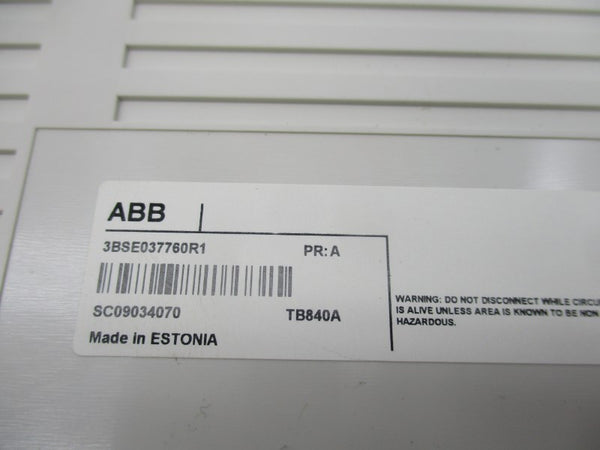 ABB
3BSE037760R1 PR: A
SC09034070 TB840A
Made in ESTONIA
WARNING: DO NOT DISCONNECT WHILE
IS ALIVE UNLESS AREA IS KNOWN TO BE NON
HAZARDOUS.